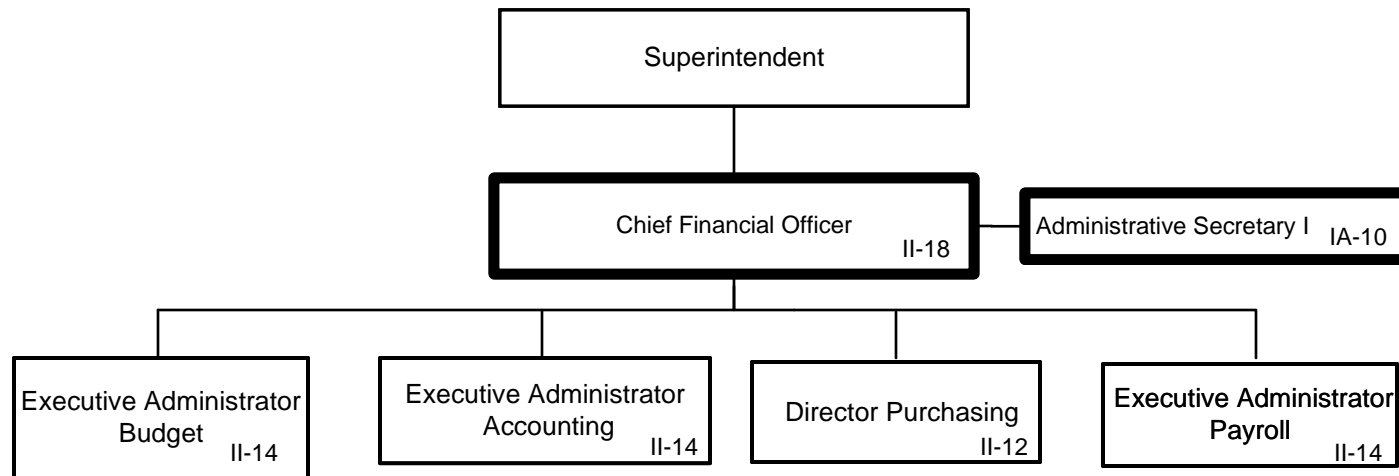 Superintendent
Chief Financial Officer
II-18
Administrative Secretary I IA-10
Executive Administrator
Budget
II-14
Executive Administrator
Accounting
II-14
Director Purchasing
II-12
Executive Administrator
Payroll
II-14